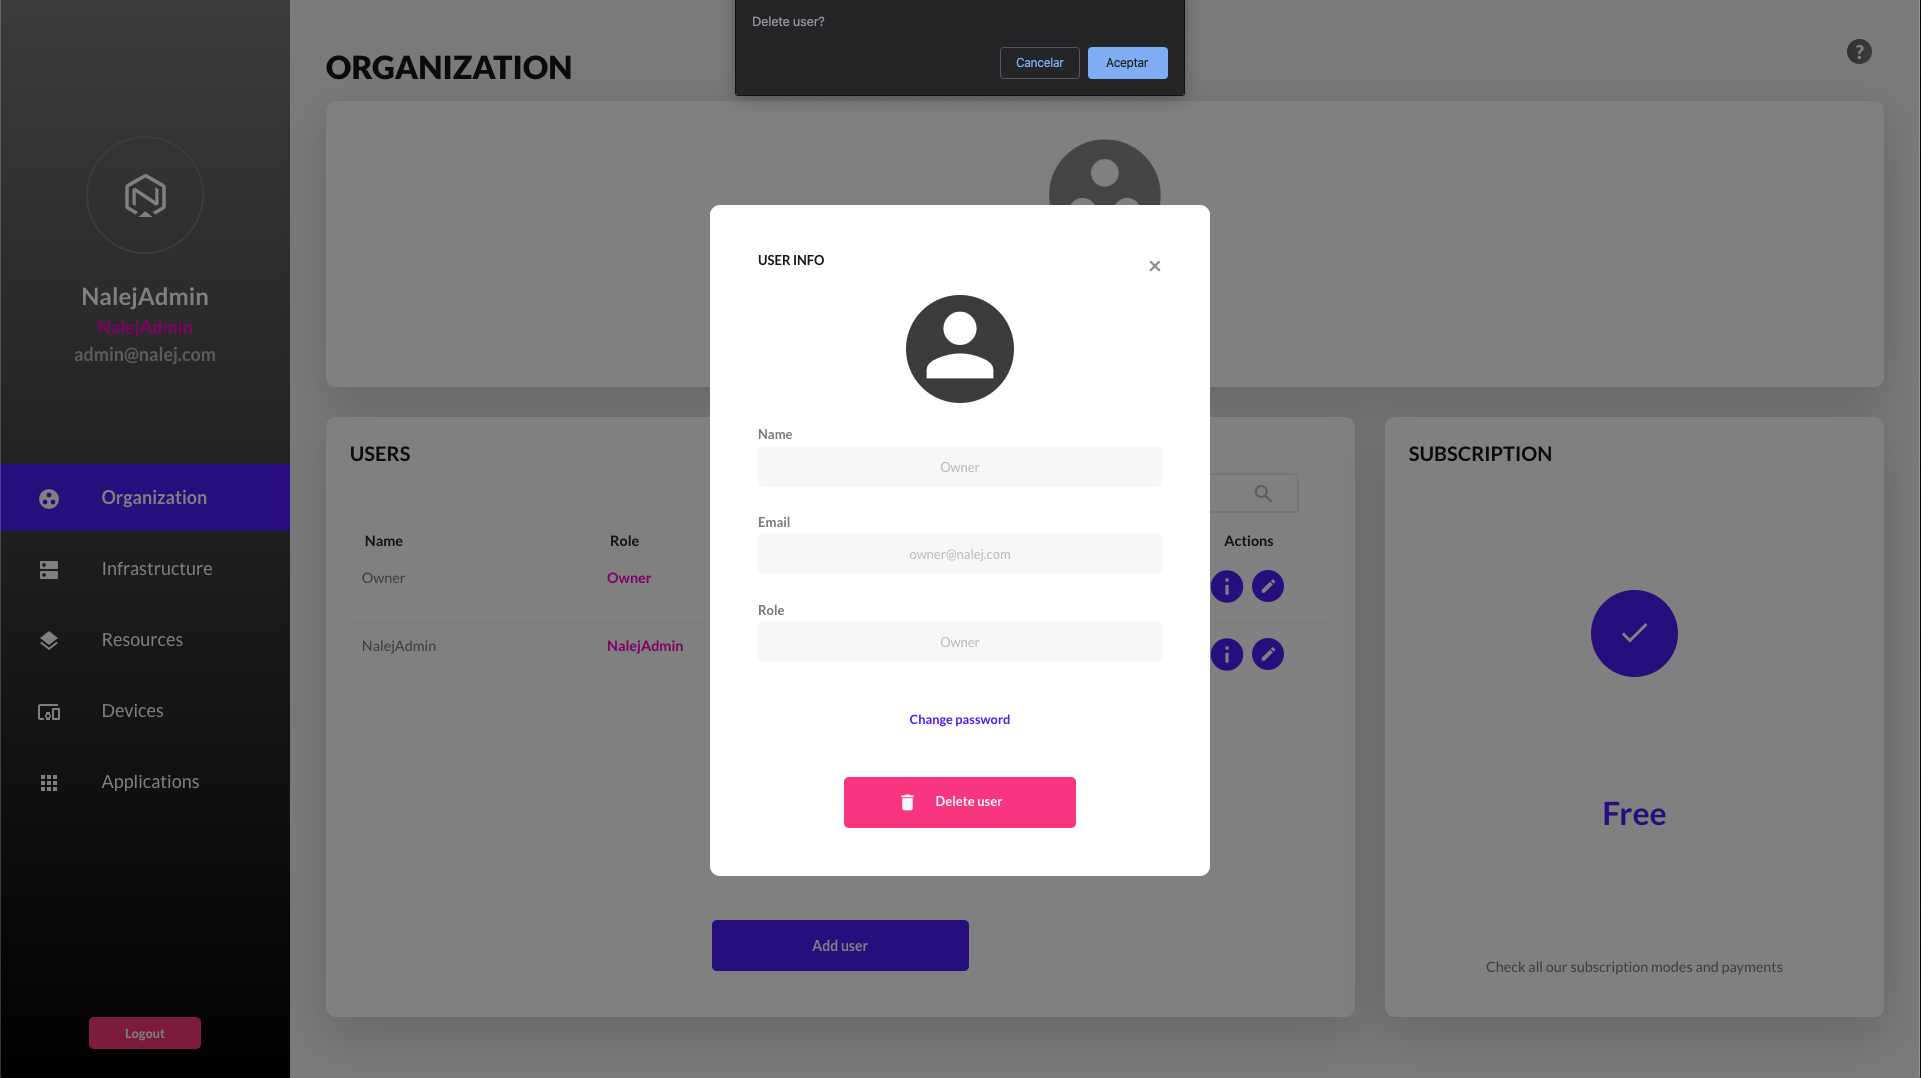 Delete user?
Cancelar
Aceptar
ORGANIZATION
?
NalejAdmin
NalejAdmin
admin@nalej.com
Organization
Infrastructure
Resources
Devices
Applications
Logout
USERS
Name
Role
Actions
Owner
Owner
NalejAdmin
NalejAdmin
Add user
USER INFO
Name
Owner
Email
owner@nalej.com
Role
Owner
Change password
Delete user
SUBSCRIPTION
Free
Check all our subscription modes and payments